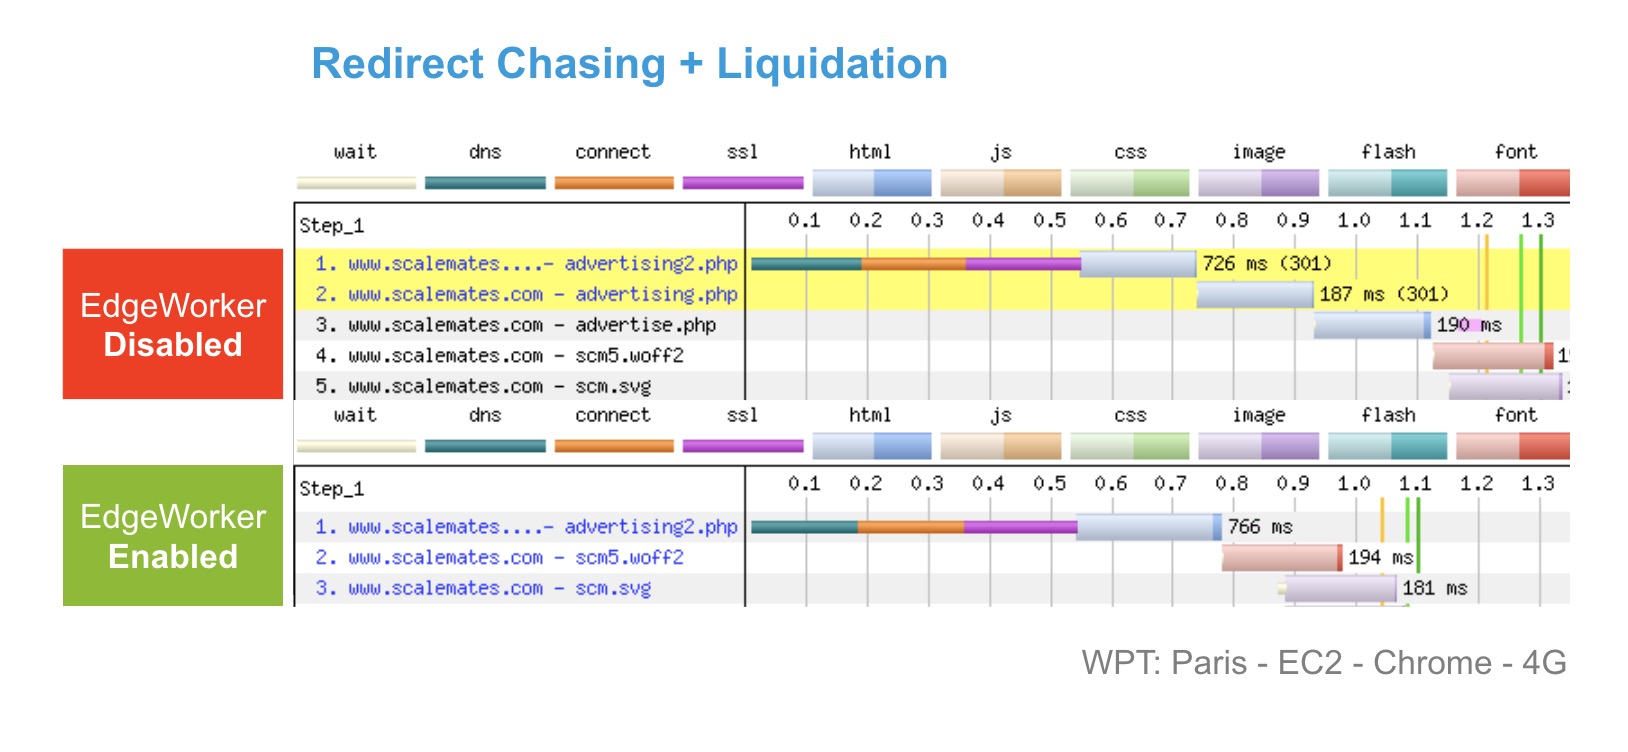 Redirect Chasing + Liquidation
wait dns connect ssl html js css image flash font
Step_1 0.1 0.2 0.3 0.4 0.5 0.6 0.7 0.8 0.9 1.0 1.1 1.2 1.3
EdgeWorker
Disabled
1. www.scalemates....- advertising2.php 726 ms (301)
2. www.scalemates.com - advertising.php 187 ms (301)
3. www.scalemates.com - advertise.php 190 ms
4. www.scalemates.com - scm5.woff2
5. www.scalemates.com - scm.svg
wait dns connect ssl html js css image flash font
Step_1 0.1 0.2 0.3 0.4 0.5 0.6 0.7 0.8 0.9 1.0 1.1 1.2 1.3
EdgeWorker
Enabled
1. www.scalemates....- advertising2.php 766 ms
2. www.scalemates.com - scm5.woff2 194 ms
3. www.scalemates.com - scm.svg 181 ms
WPT: Paris - EC2 - Chrome - 4G